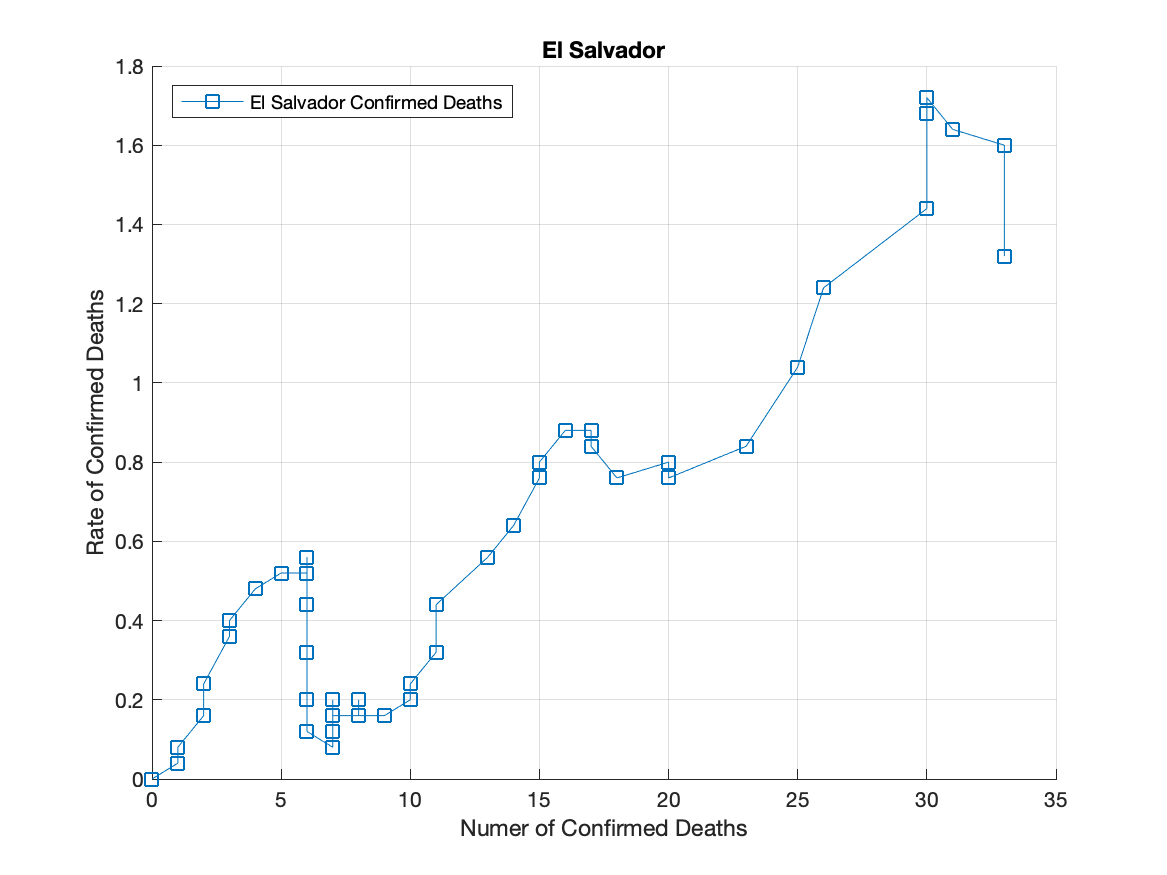 El Salvador
El Salvador Confirmed Deaths
Rate of Confirmed Deaths
1.8
1.6
1.4
1.2
1
0.8
0.6
0.4
0.2
0
0 5 10 15 20 25 30 35
Numer of Confirmed Deaths